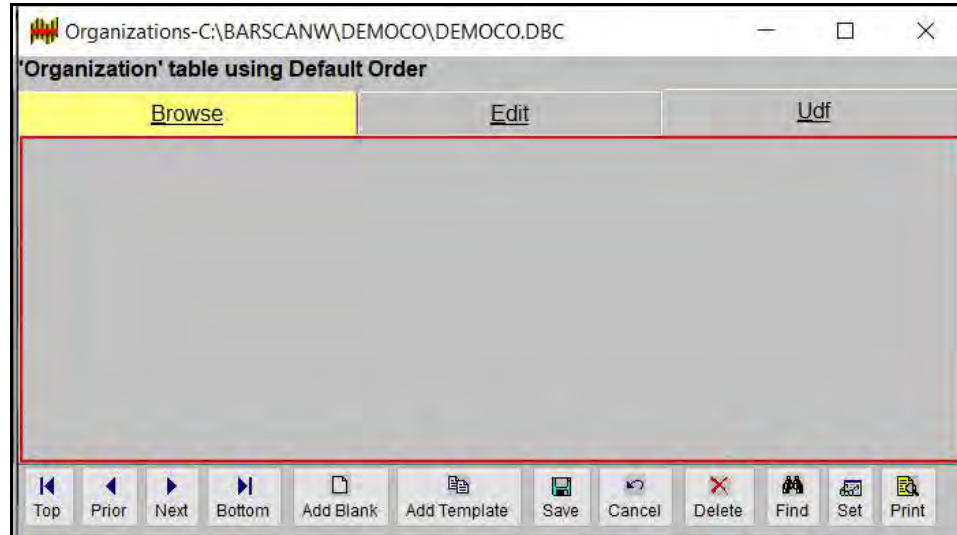 Organizations-C:\BARSCANW\DEMOCO\DEMOCO.DBC
'Organization' table using Default Order
Browse Edit Udf
Top Prior Next Bottom Add Blank Add Template Save Cancel Delete Find Set Print